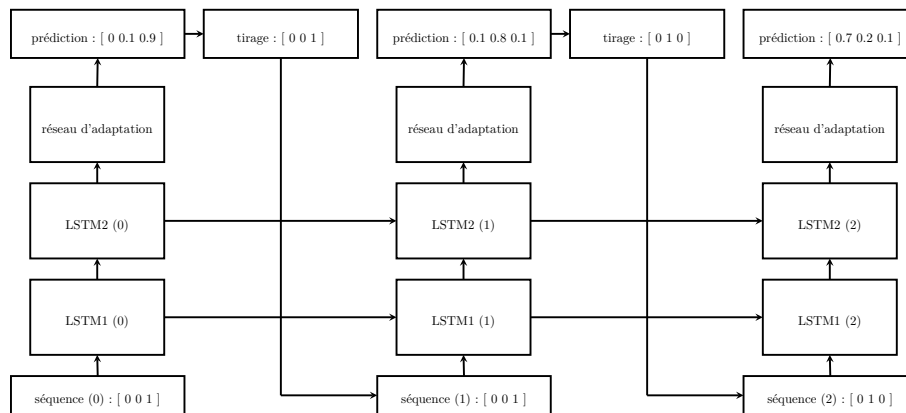 prédiction : [ 0 0.1 0.9 ]
tirage : [ 0 0 1 ]
prédiction : [ 0.1 0.8 0.1 ]
tirage : [ 0 1 0 ]
prédiction : [ 0.7 0.2 0.1 ]
réseau d'adaptation
réseau d'adaptation
réseau d'adaptation
LSTM2 (0)
LSTM2 (1)
LSTM2 (2)
LSTM1 (0)
LSTM1 (1)
LSTM1 (2)
séquence (0) : [ 0 0 1 ]
séquence (1) : [ 0 0 1 ]
séquence (2) : [ 0 1 0 ]